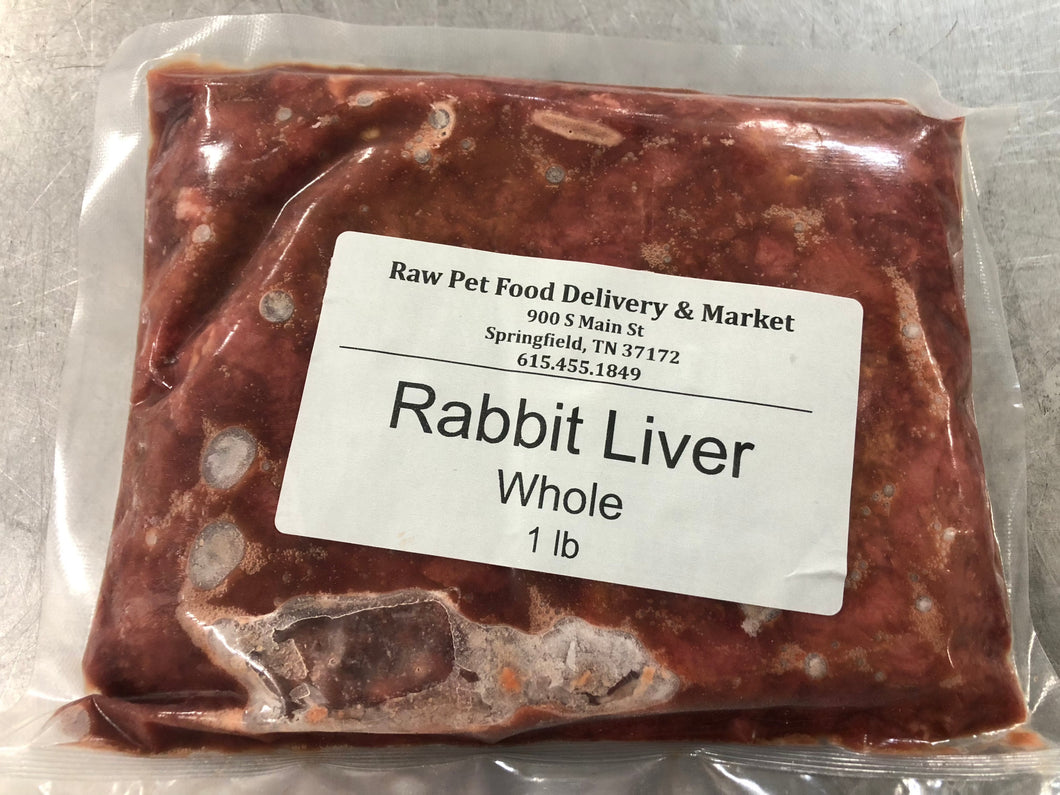 Raw Pet Food Delivery & Market
900 S Main St
Springfield, TN 37172
615.455.1849
Rabbit Liver
Whole
1 lb